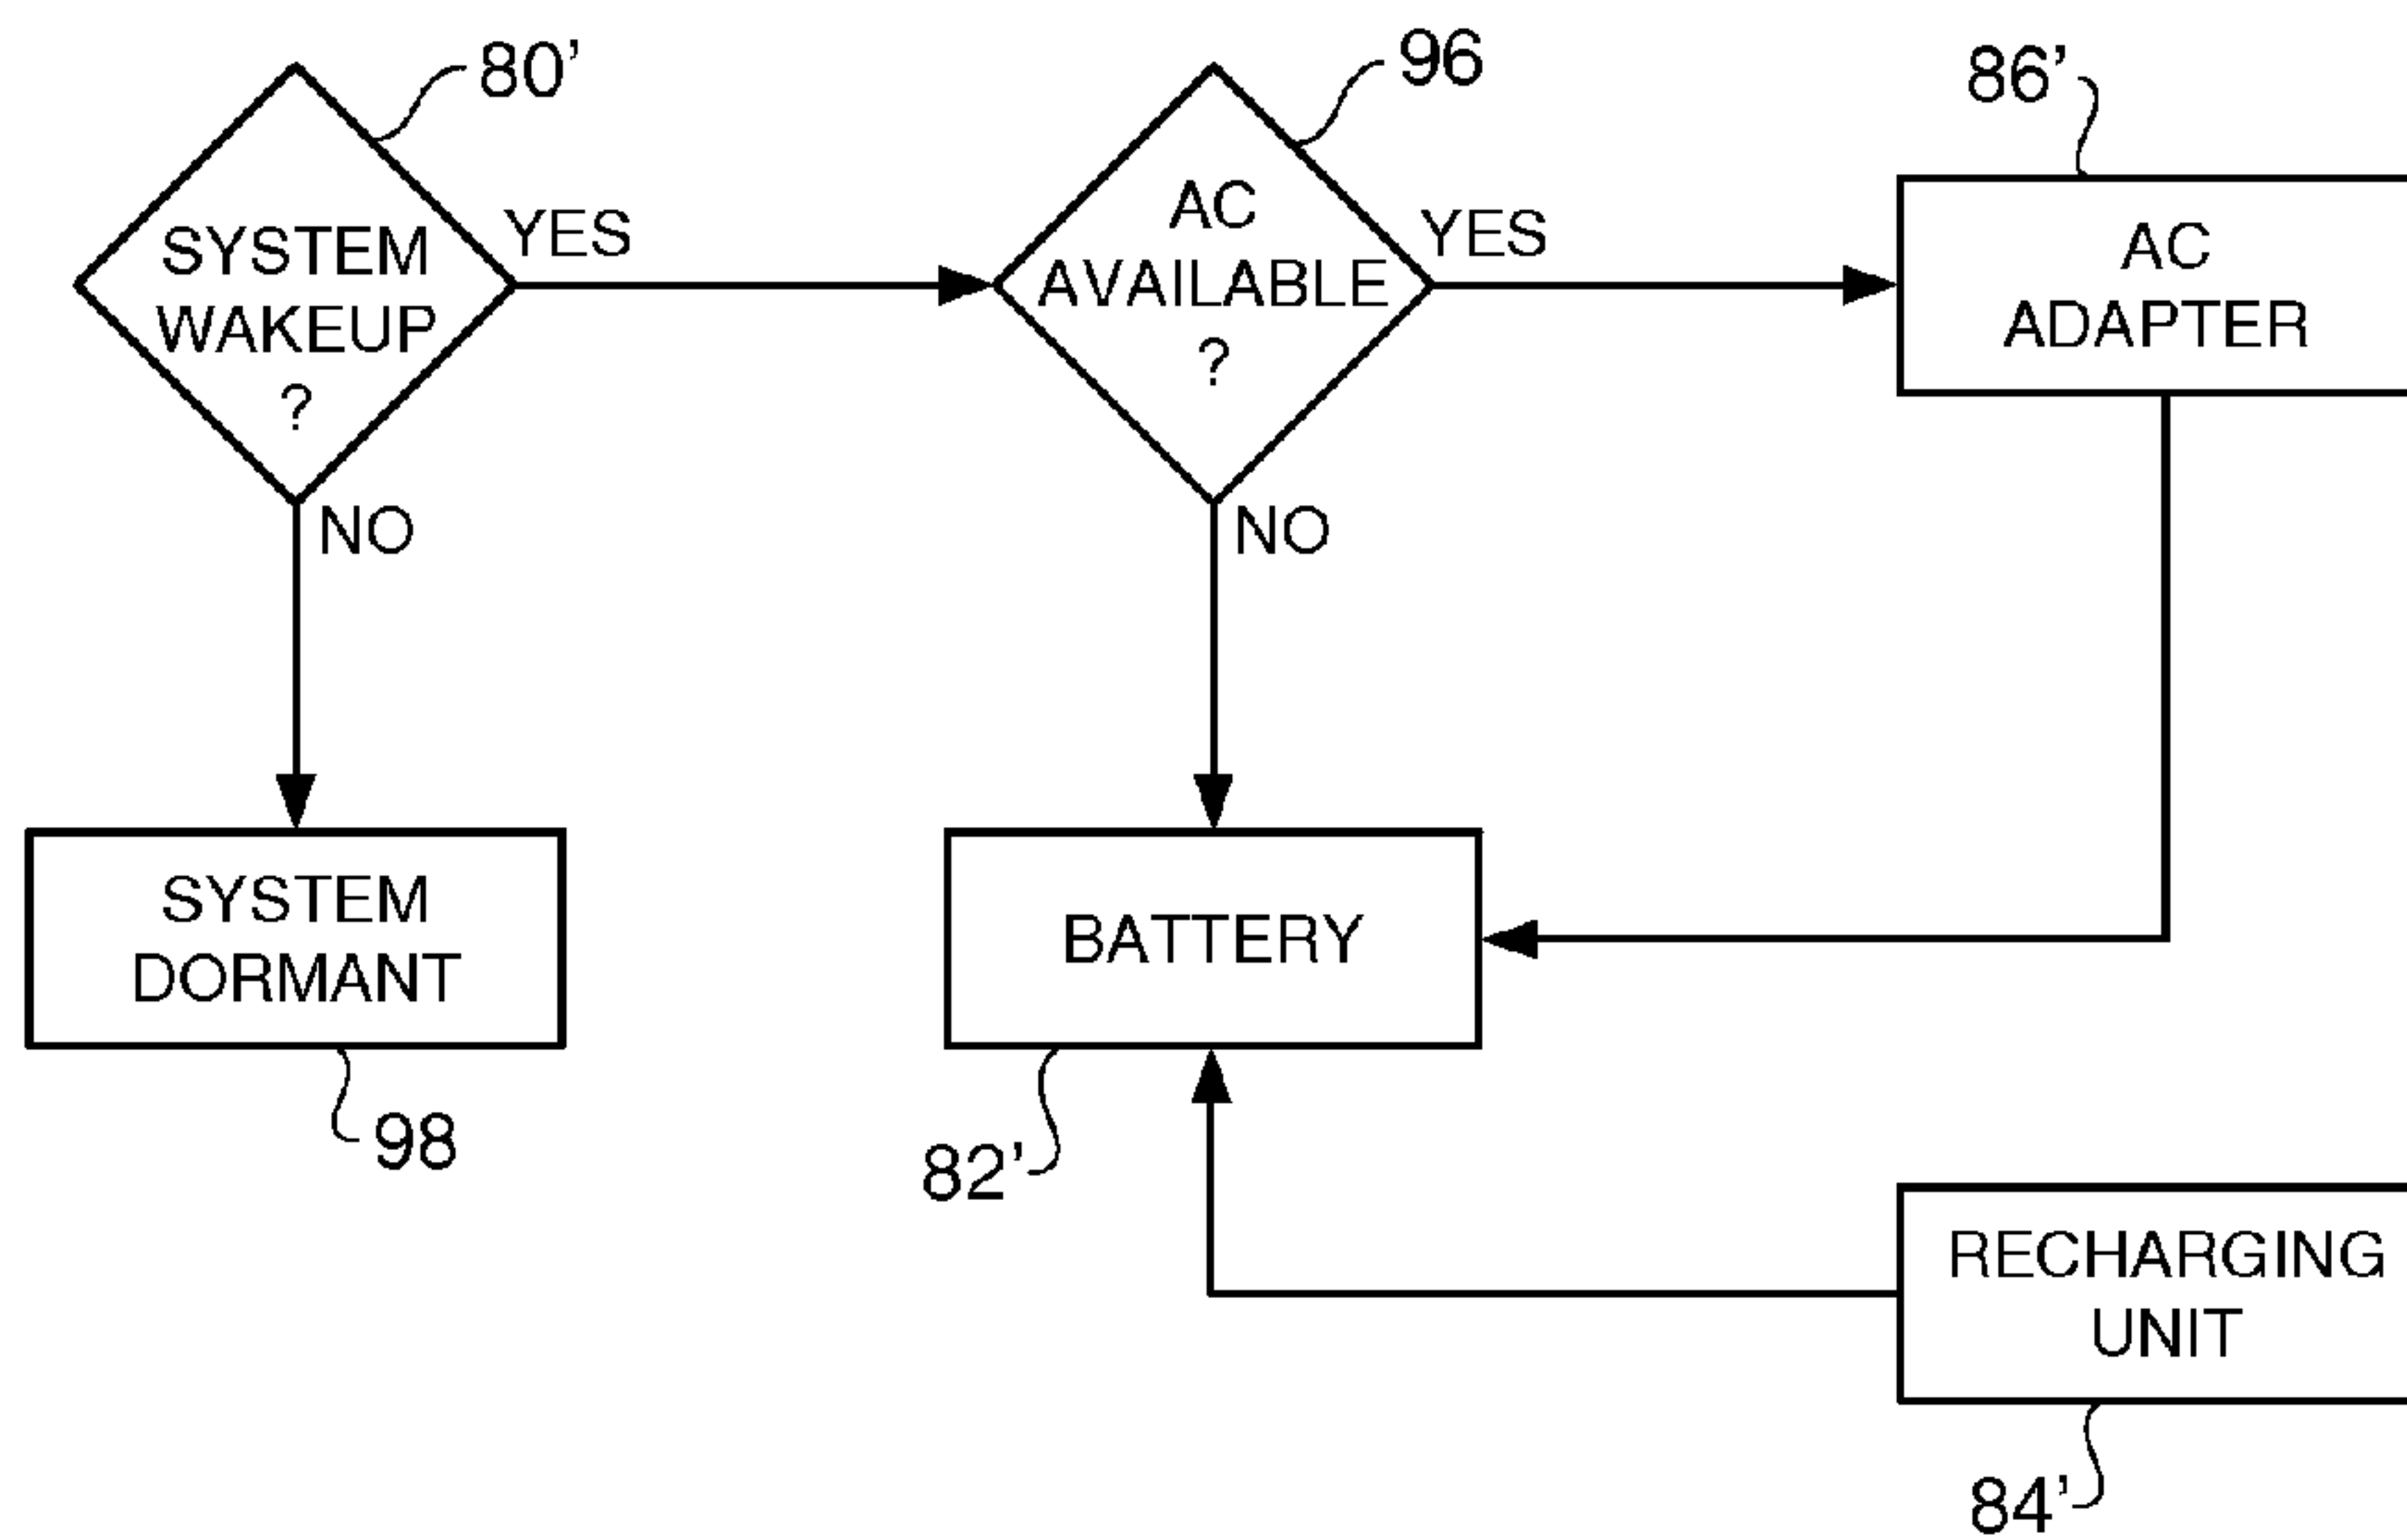 80'
96
86'
SYSTEM
WAKEUP
?
YES
AC
AVAILABLE
?
YES
AC
ADAPTER
NO
NO
SYSTEM
DORMANT
BATTERY
98
82'
RECHARGING
UNIT
84'